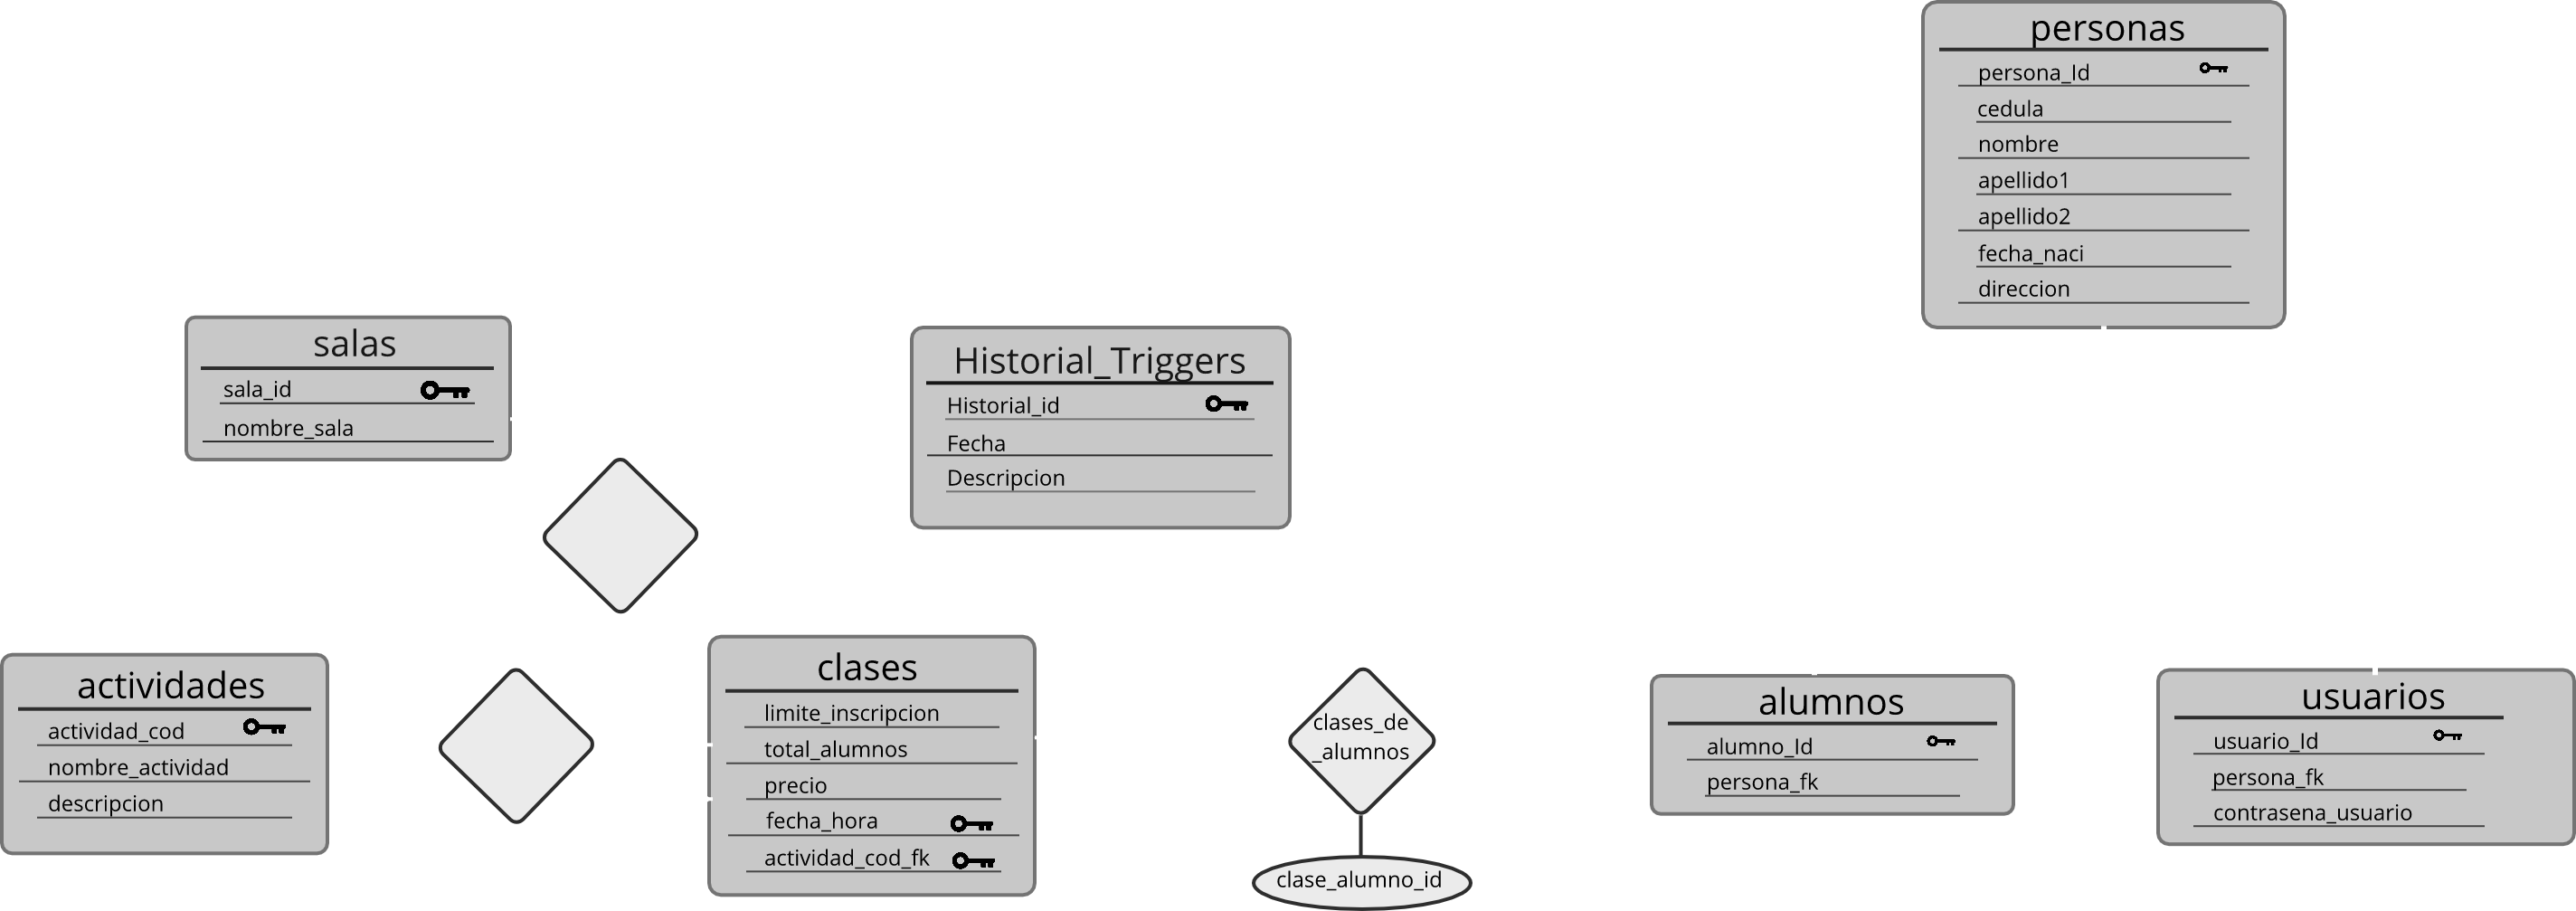 personas
persona_Id
cedula
nombre
apellido1
apellido2
fecha_naci
direccion
salas
sala_id
nombre_sala
Historial_Triggers
Historial_id
Fecha
Descripcion
actividades
actividad_cod
nombre_actividad
descripcion
clases
limite_inscripcion
total_alumnos
precio
fecha_hora
actividad_cod_fk
clases_de
_alumnos
clase_alumno_id
alumnos
alumno_Id
persona_fk
usuarios
usuario_Id
persona_fk
contrasena_usuario